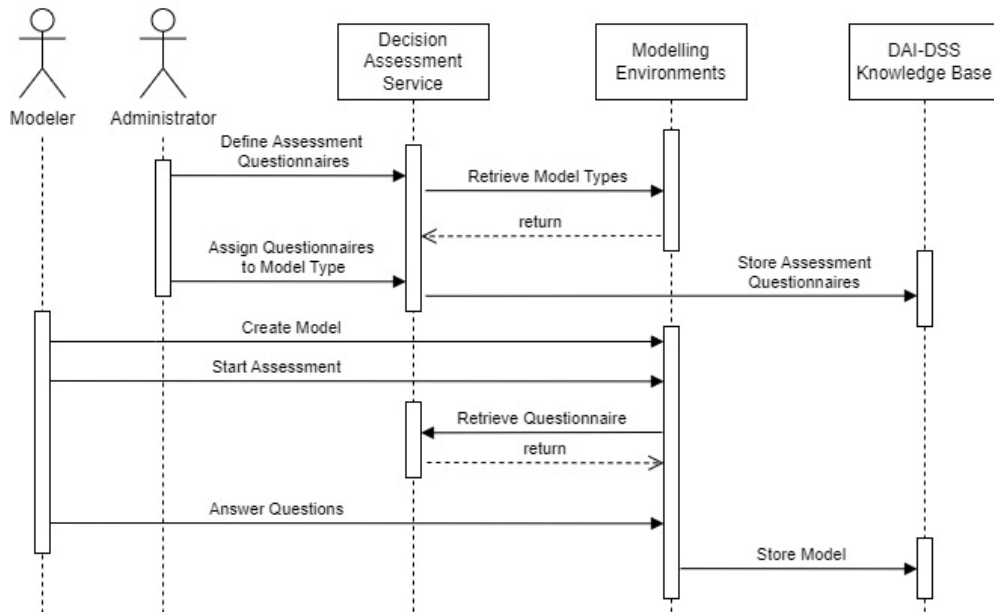 Modeler
Administrator
Decision
Assessment
Service
Modelling
Environments
DAI-DSS
Knowledge Base
Define Assessment
Questionnaires
Retrieve Model Types
return
Assign Questionnaires
to Model Type
Store Assessment
Questionnaires
Create Model
Start Assessment
Retrieve Questionnaire
return
Answer Questions
Store Model